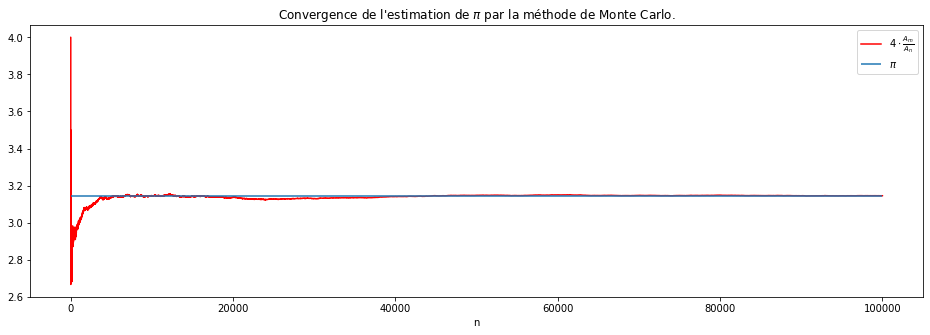 Convergence de l'estimation de π par la méthode de Monte Carlo.
4.0
3.8
3.6
3.4
3.2
3.0
2.8
2.6
4 · A_m/A_n
π
0 20000 40000 60000 80000 100000
n